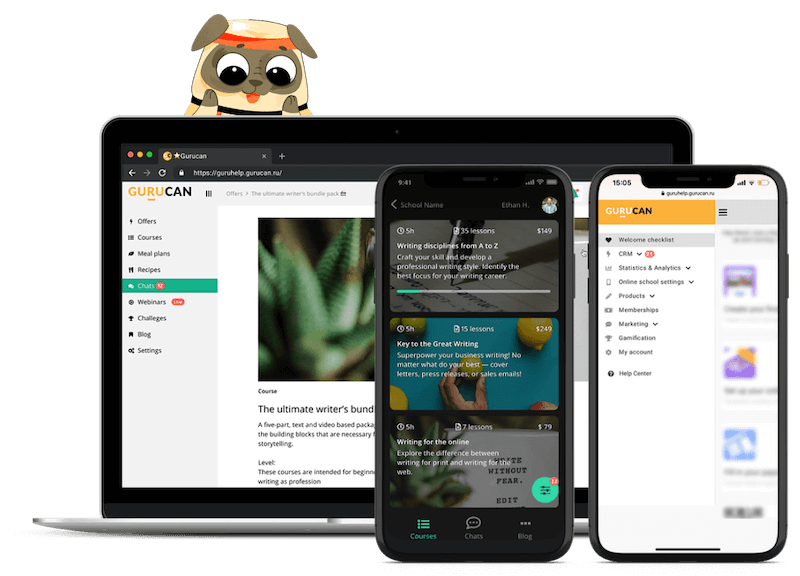 ★Gurucan
https://guruhelp.gurucan.ru/
GURUCAN
Offers > The ultimate writer's bundle pack
Offers
Courses
Meal plans
Recipes
Chats
Webinars
Challeges
Blog
Settings
Course
The ultimate writer's bund
A five-part, text and video based packa
the building blocks that are necessary f
storytelling.
Level:
These courses are intended for beginne
writing as profession
9:41
School Name Eshan H.
5h 35 lessons $149
Writing disciplines from A to Z
Craft your skill and develop a
professional writing style. Identify the
best focus for your writing career.
5h 15 lessons $249
Key to the Great Writing
Superpower your business writing! No
matter what do your best — cover
letters, press releases, or sales emails!
5h 7 lessons $ 79
Writing for the online
Explore the difference between
writing for print and writing for the
web.
WRITE
WITHOUT
FEAR.
EDIT
Courses Chats Blog
15:05
guruhelp.gurucan.ru
GURUCAN
Welcome checklist
CRM
Statistics & Analytics
Online school settings
Products
Memberships
Marketing
Gamification
My account
Help Center